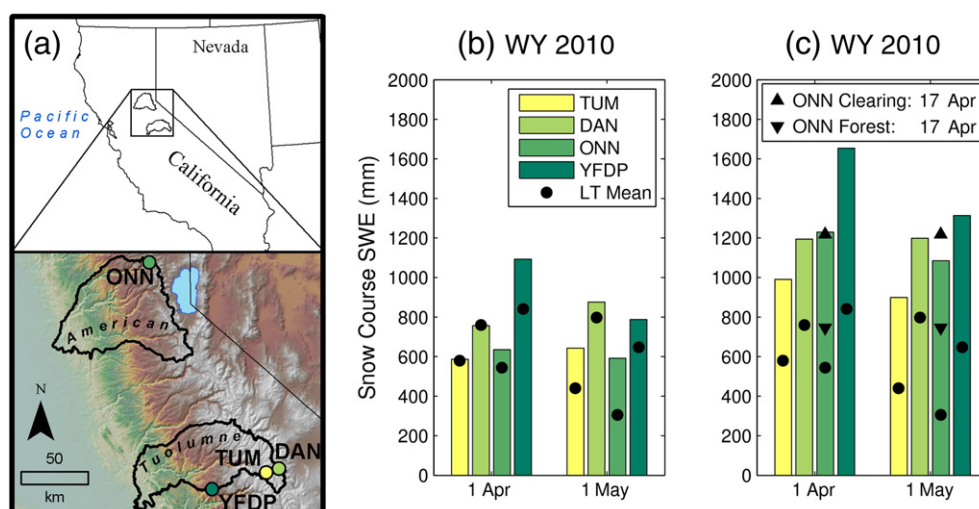 (a)
Nevada
Pacific
Ocean
California
ONN
American
N
50
km
Tuolumne
TUM
DAN
YFDP
(b) WY 2010
Snow Course SWE (mm)
2000
1800
1600
1400
1200
1000
800
600
400
200
0
TUM
DAN
ONN
YFDP
LT Mean
1 Apr
1 May
(c) WY 2010
2000
1800
1600
1400
1200
1000
800
600
400
200
0
ONN Clearing: 17 Apr
ONN Forest: 17 Apr
1 Apr
1 May